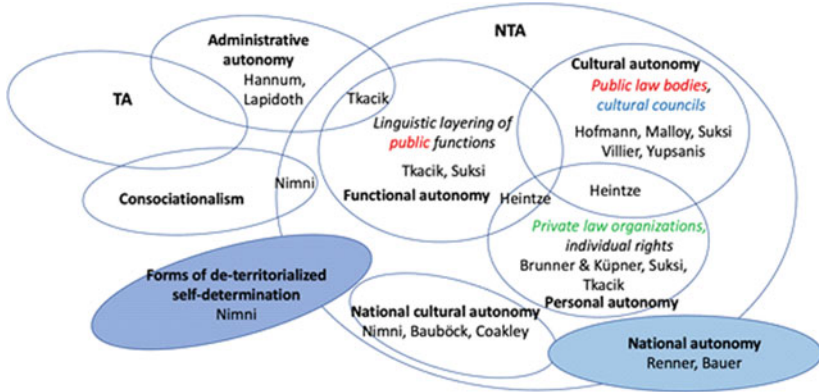 NTA
Administrative
autonomy
Hannum,
Lapidoth
TA
Tkacik
Cultural autonomy
Public law bodies,
cultural councils
Hofmann, Malloy, Suksi
Villier, Yupsanis
Linguistic layering of
public functions
Tkacik, Suksi
Functional autonomy
Nimni
Consociationalism
Heintze
Heintze
Private law organizations,
individual rights
Brunner & Küpner, Suksi,
Tkacik
Personal autonomy
Forms of de-territorialized
self-determination
Nimni
National cultural autonomy
Nimni, Bauböck, Coakley
National autonomy
Renner, Bauer